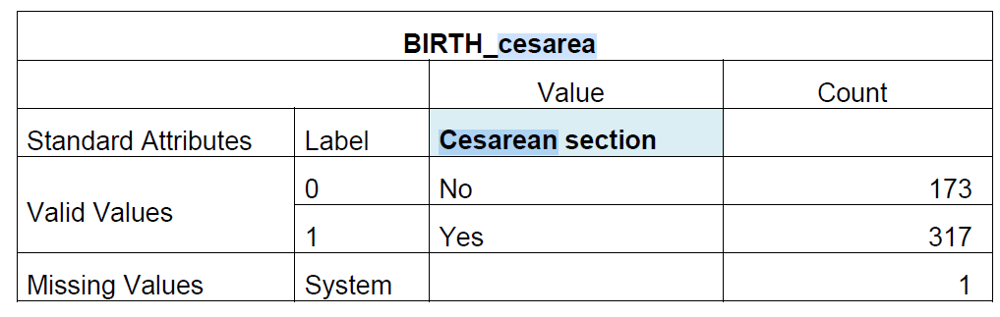 BIRTH_cesarea
Value Count
Standard Attributes Label Cesarean section
Valid Values 0 No 173
1 Yes 317
Missing Values System 1